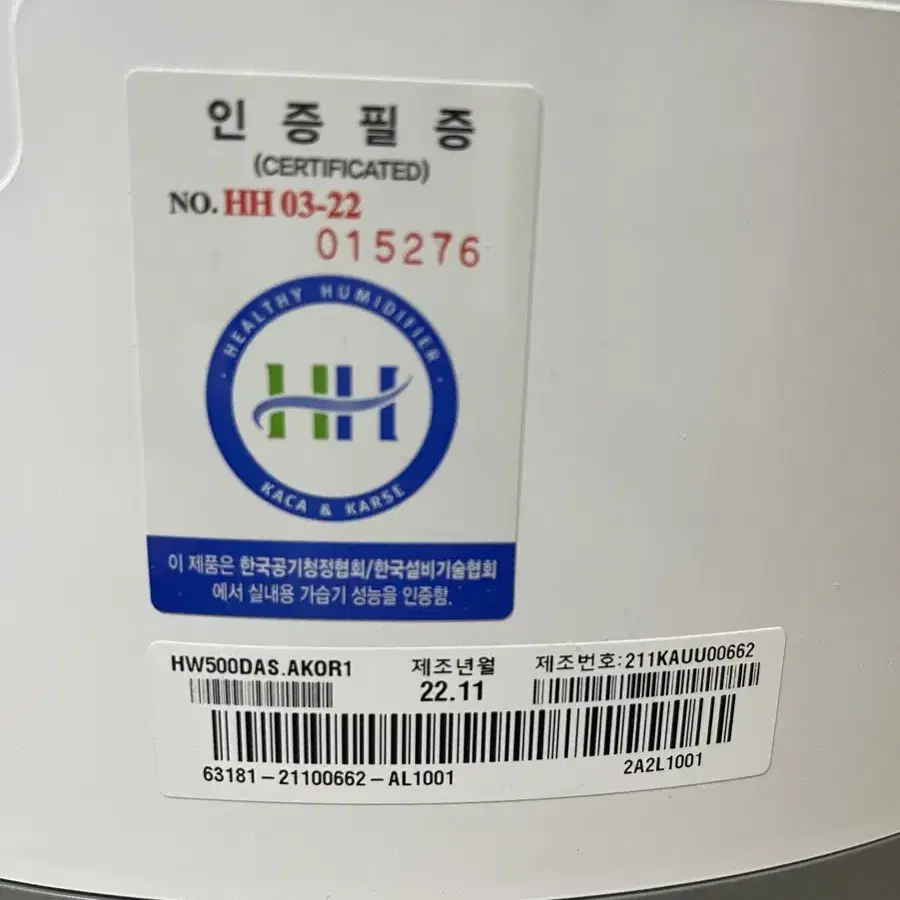 인증필증
(CERTIFICATED)
NO. HH 03-22
015276
HEALTHY HUMIDIFIER
HH
KACA & KARSE
이 제품은 한국공기청정협회/한국설비기술협회
에서 실내용 가습기 성능을 인증함.
HW500DAS.AKOR1 제조년월 제조번호:211KAUU00662
22.11
63181-21100662-AL1001 2A2L1001